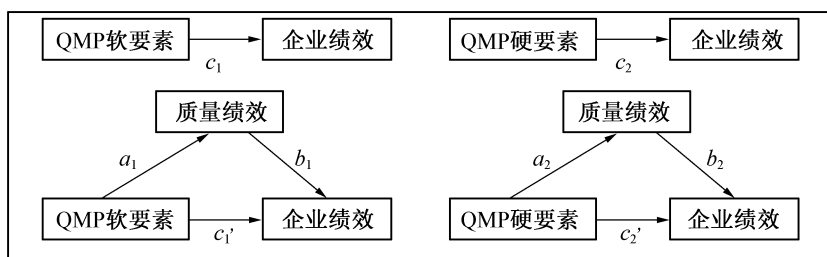 QMP软要素 企业绩效 QMP硬要素 企业绩效
c₁ c₂
质量绩效 质量绩效
a₁ b₁ a₂ b₂
QMP软要素 企业绩效 QMP硬要素 企业绩效
c₁' c₂'